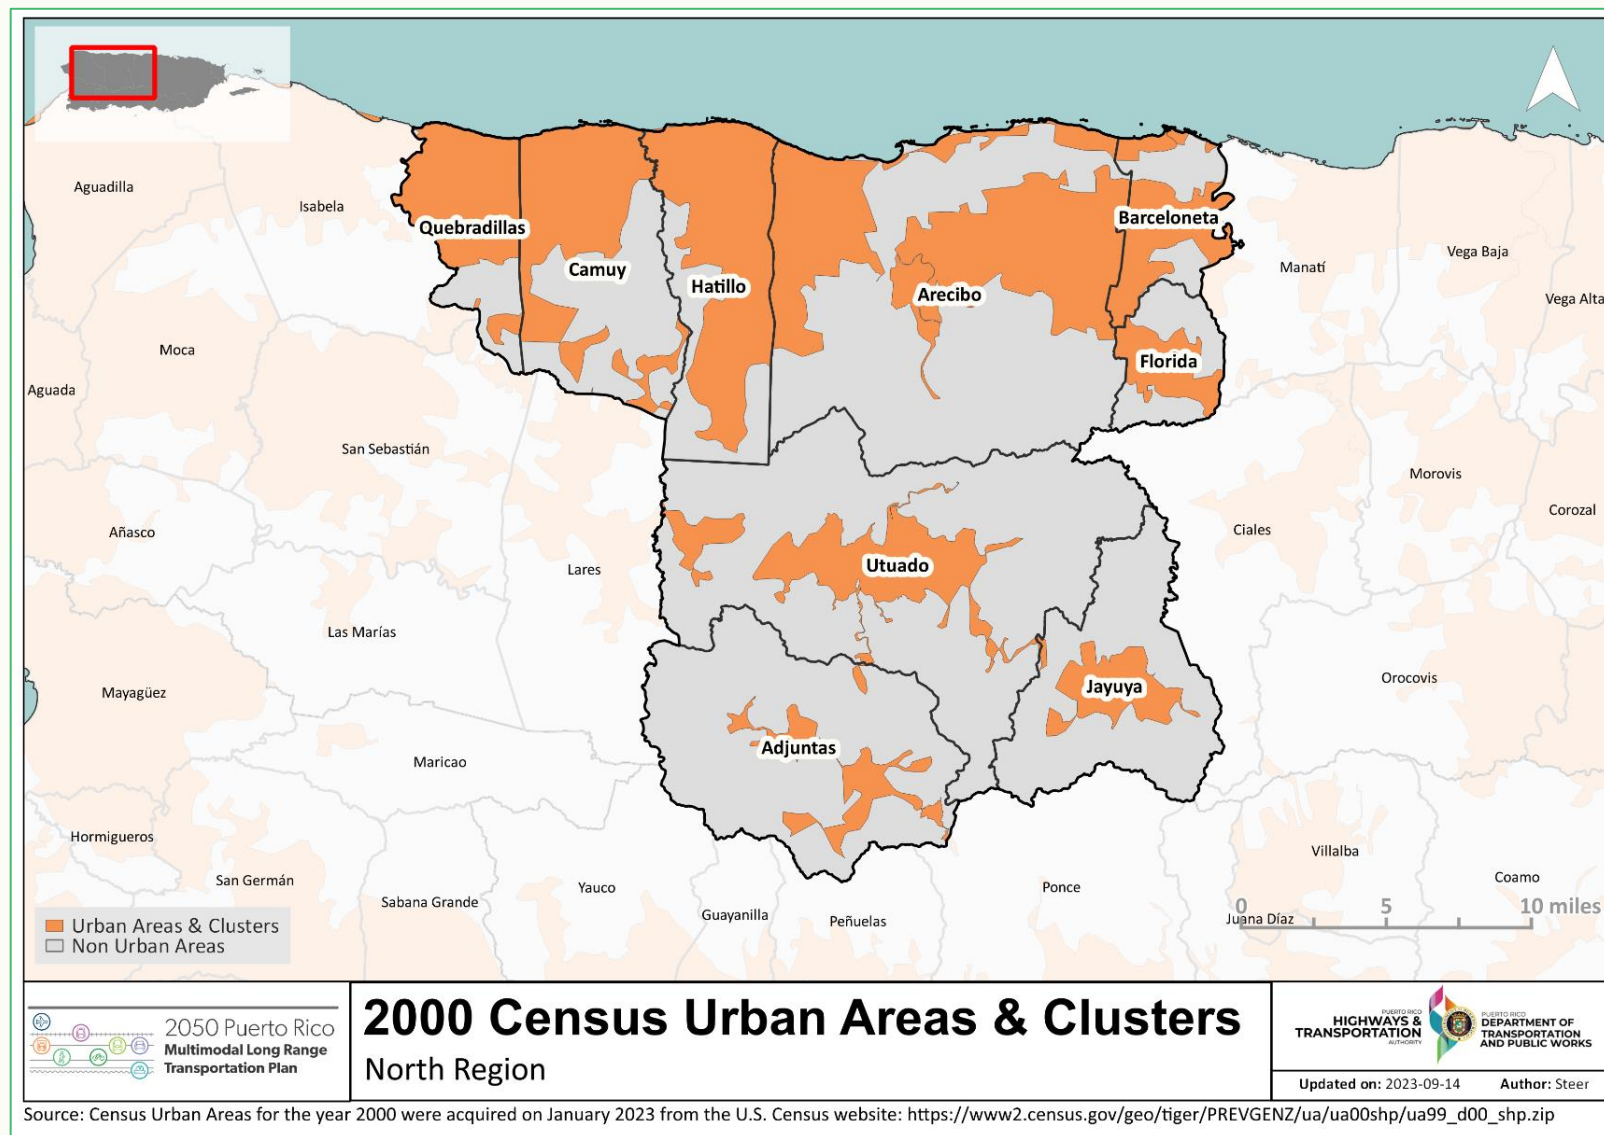 Aguadilla
Isabela
Quebradillas
Camuy
Hatillo
Arecibo
Barceloneta
Florida
Manatí
Vega Baja
Vega Alta
Moca
Aguada
San Sebastián
Morovis
Corozal
Ciales
Añasco
Lares
Utuado
Las Marías
Jayuya
Orocovis
Mayagüez
Adjuntas
Maricao
Hormigueros
San Germán
Sabana Grande
Yauco
Guayanilla
Peñuelas
Ponce
Villalba
Coamo
Juana Díaz
0 5 10 miles
Urban Areas & Clusters
Non Urban Areas
2050 Puerto Rico
Multimodal Long Range
Transportation Plan
2000 Census Urban Areas & Clusters
North Region
PUERTO RICO
HIGHWAYS &
TRANSPORTATION
AUTHORITY
PUERTO RICO
DEPARTMENT OF
TRANSPORTATION
AND PUBLIC WORKS
Updated on: 2023-09-14 Author: Steer
Source: Census Urban Areas for the year 2000 were acquired on January 2023 from the U.S. Census website: https://www2.census.gov/geo/tiger/PREVGENZ/ua/ua00shp/ua99_d00_shp.zip